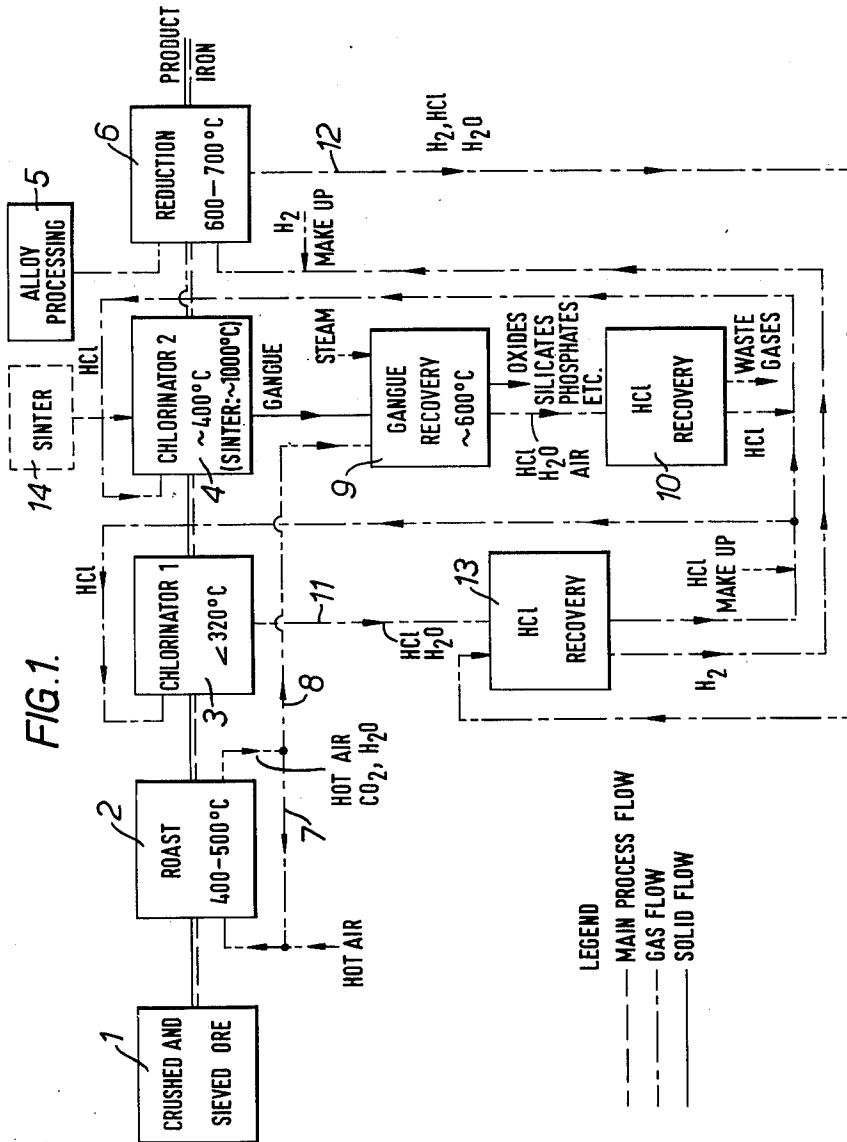 FIG.1.
1
CRUSHED AND
SIEVED ORE
2
ROAST
400-500°C
HOT AIR
7
HOT AIR
CO2, H2O
8
HCl
CHLORINATOR 1
∠320°C
3
11
HCl
H2O
14
SINTER
HCl
CHLORINATOR 2
~400°C
(SINTER:~1000°C)
4
GANGUE
5
ALLOY
PROCESSING
6
REDUCTION
600-700°C
PRODUCT
IRON
12
H2,HCl
H2O
H2
MAKE UP
STEAM
GANGUE
RECOVERY
~600°C
9
OXIDES
SILICATES
PHOSPHATES
ETC.
HCl
H2O
AIR
HCl
RECOVERY
10
WASTE
GASES
HCl
13
HCl
RECOVERY
HCl
MAKE UP
H2
LEGEND
MAIN PROCESS FLOW
GAS FLOW
SOLID FLOW